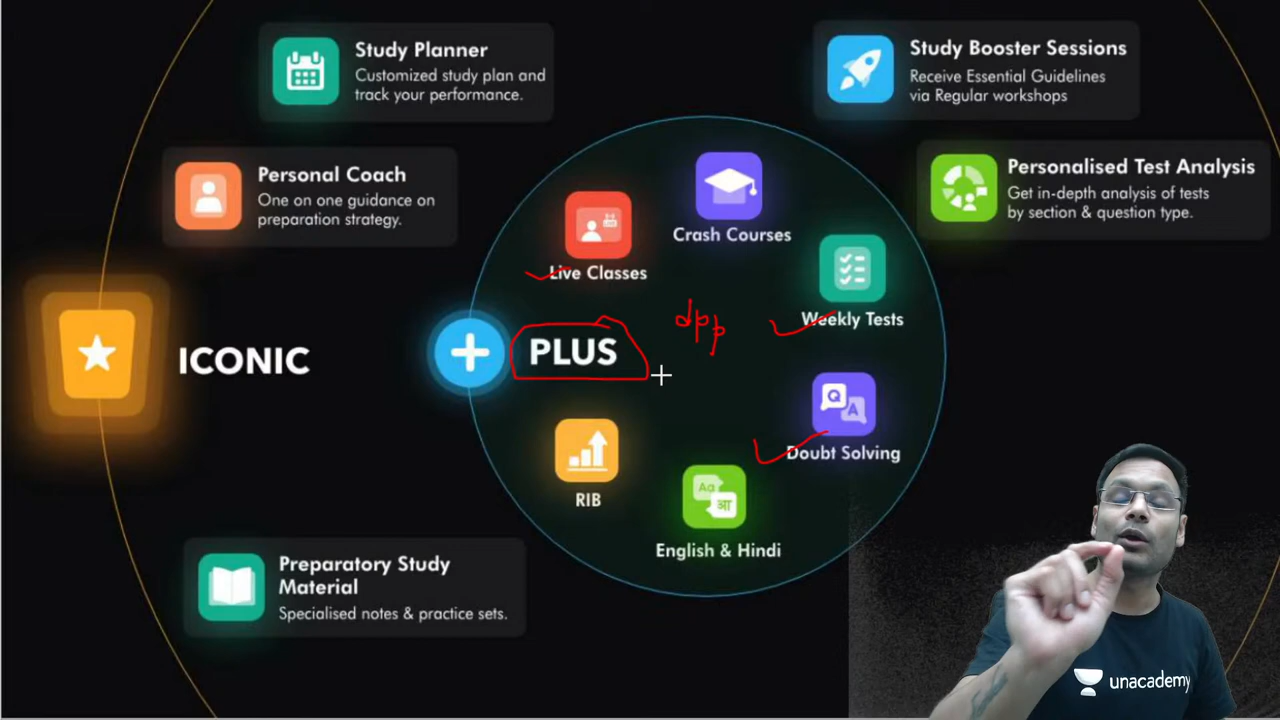 Study Planner
Customized study plan and
track your performance.
Study Booster Sessions
Receive Essential Guidelines
via Regular workshops
Personal Coach
One on one guidance on
preparation strategy.
Personalised Test Analysis
Get in-depth analysis of tests
by section & question type.
Crash Courses
Live Classes
Weekly Tests
dpp
ICONIC
PLUS
Q
A
Doubt Solving
RIB
Aa
आ
English & Hindi
Preparatory Study
Material
Specialised notes & practice sets.
unacademy